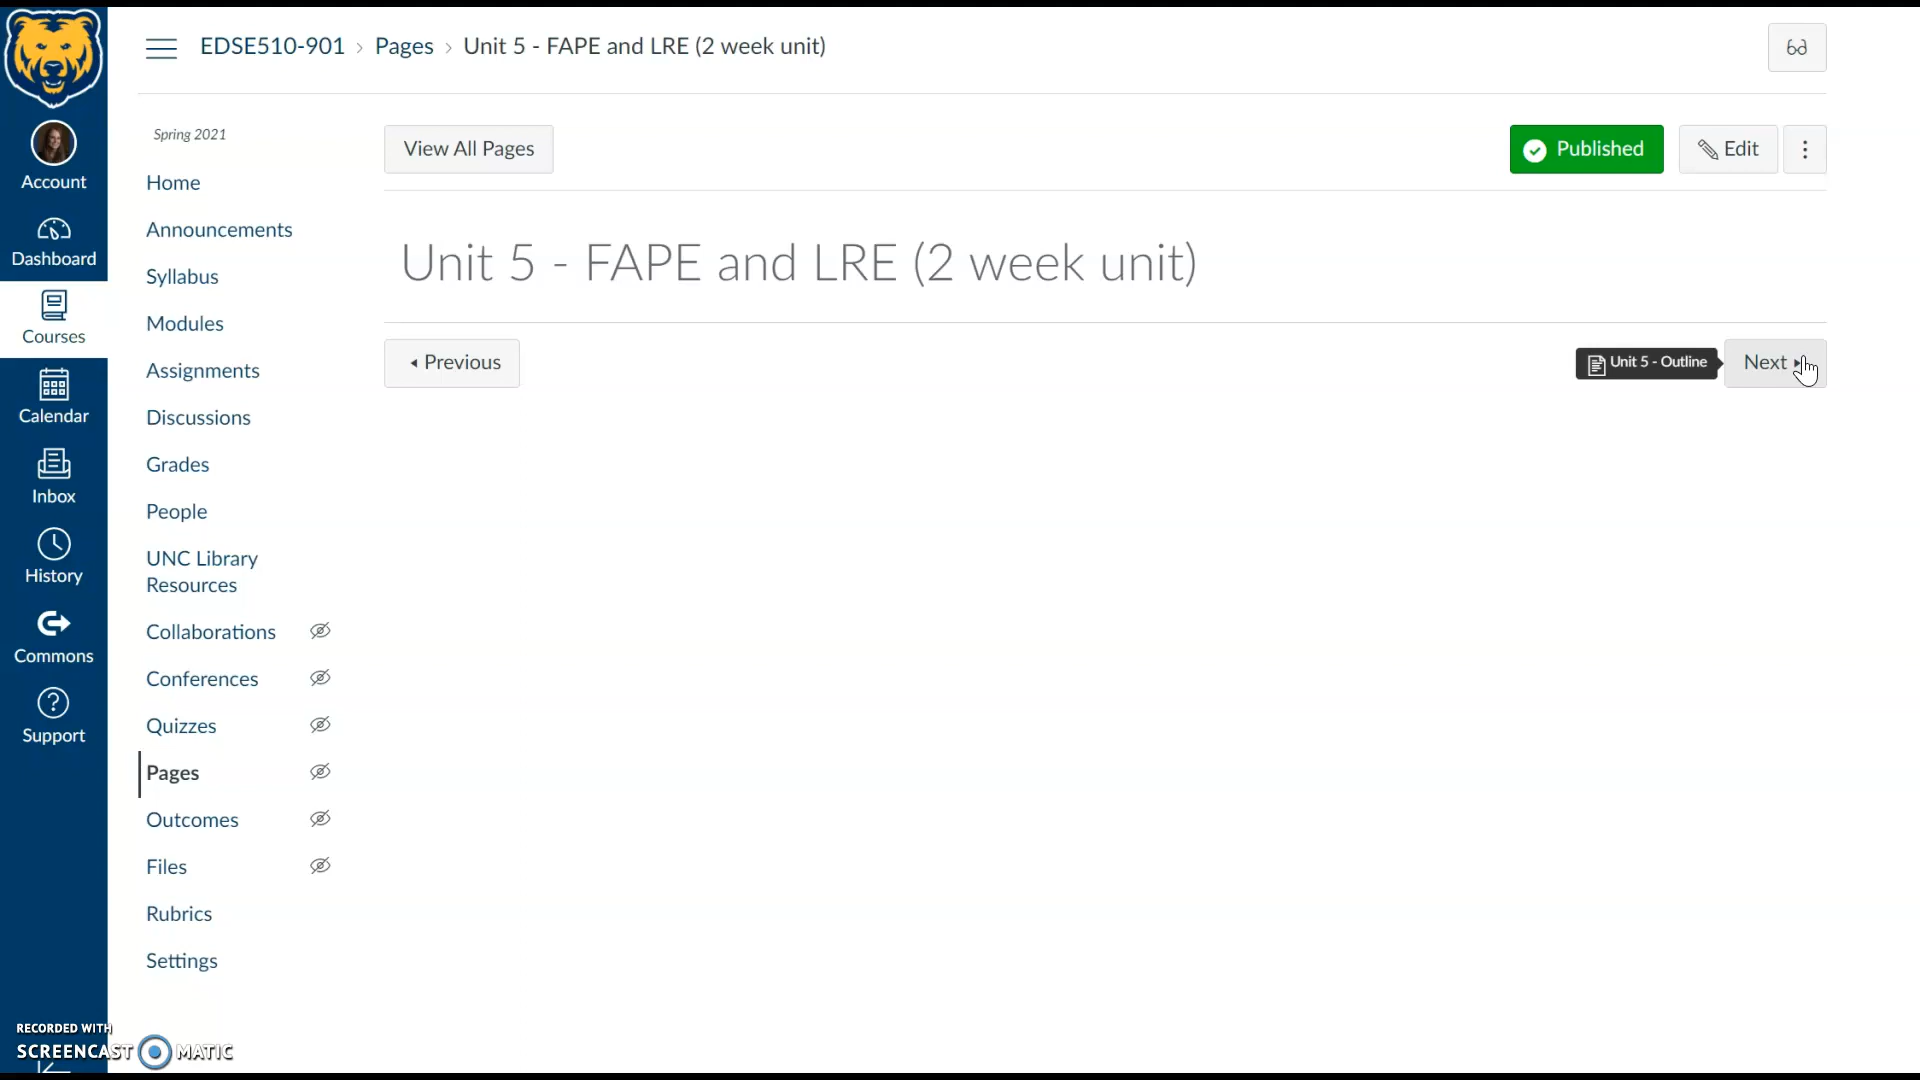 EDSE510-901 › Pages › Unit 5 - FAPE and LRE (2 week unit)
Account
Dashboard
Courses
Calendar
Inbox
History
Commons
Support
Spring 2021
Home
Announcements
Syllabus
Modules
Assignments
Discussions
Grades
People
UNC Library
Resources
Collaborations
Conferences
Quizzes
Pages
Outcomes
Files
Rubrics
Settings
View All Pages
Published
Edit
Unit 5 - FAPE and LRE (2 week unit)
Previous
Unit 5 - Outline
Next
RECORDED WITH
SCREENCAST MATIC